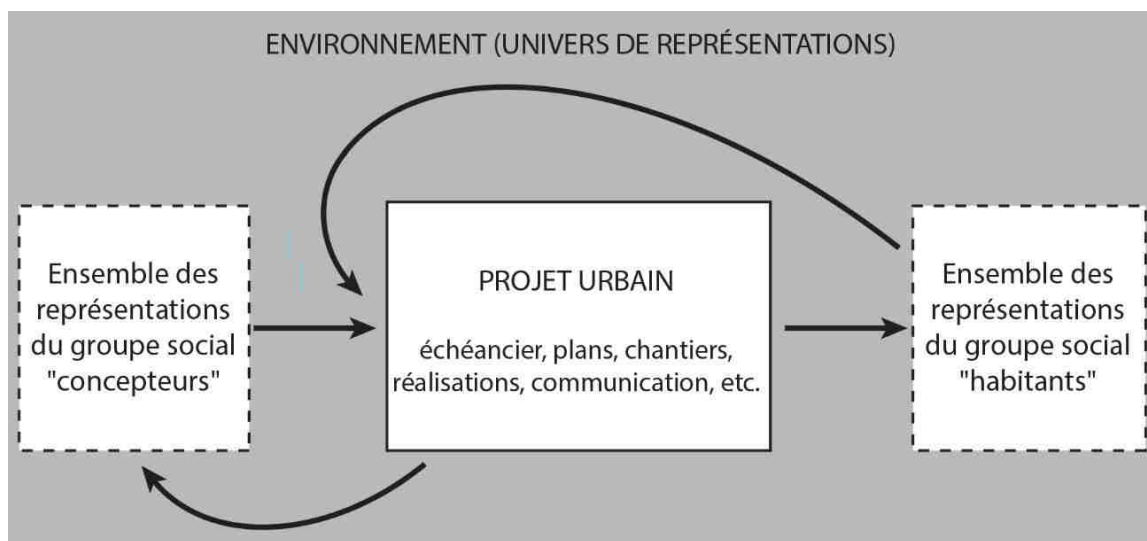 ENVIRONNEMENT (UNIVERS DE REPRÉSENTATIONS)
Ensemble des
représentations
du groupe social
"concepteurs"
PROJET URBAIN
échéancier, plans, chantiers,
réalisations, communication, etc.
Ensemble des
représentations
du groupe social
"habitants"